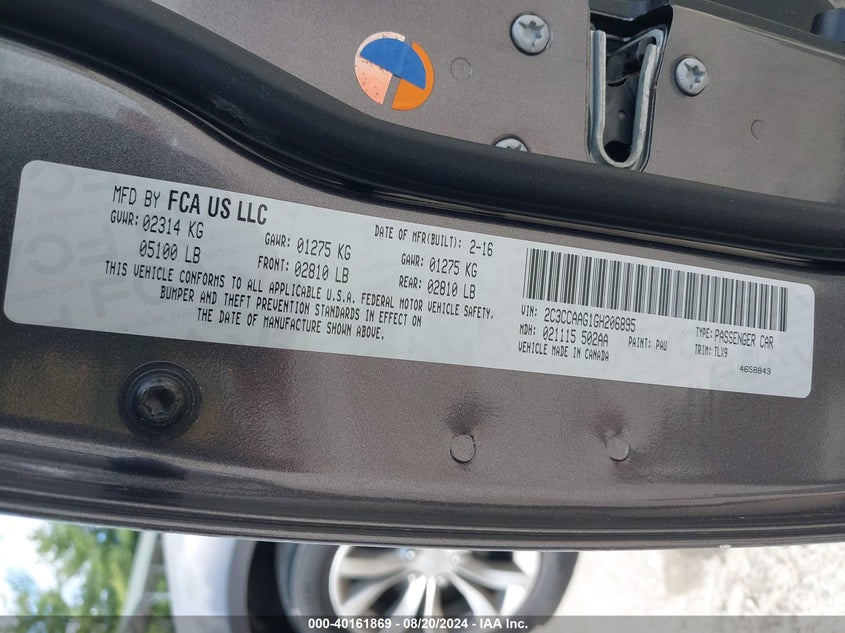 MFD BY FCA US LLC
DATE OF MFR(BUILT): 2-16
GVWR: 02314 KG
GAWR: 01275 KG
GAWR: 01275 KG
05100 LB
FRONT: 02810 LB
REAR: 02810 LB
THIS VEHICLE CONFORMS TO ALL APPLICABLE U.S.A. FEDERAL MOTOR VEHICLE SAFETY,
BUMPER AND THEFT PREVENTION STANDARDS IN EFFECT ON
THE DATE OF MANUFACTURE SHOWN ABOVE.
VIN: 2C3CCAAG1GH206895
TYPE: PASSENGER CAR
MDH: 021115 502AA
PAINT: PAU
TRIM: TLX9
VEHICLE MADE IN CANADA
4658843
000-40161869 - 08/20/2024 - IAA Inc.